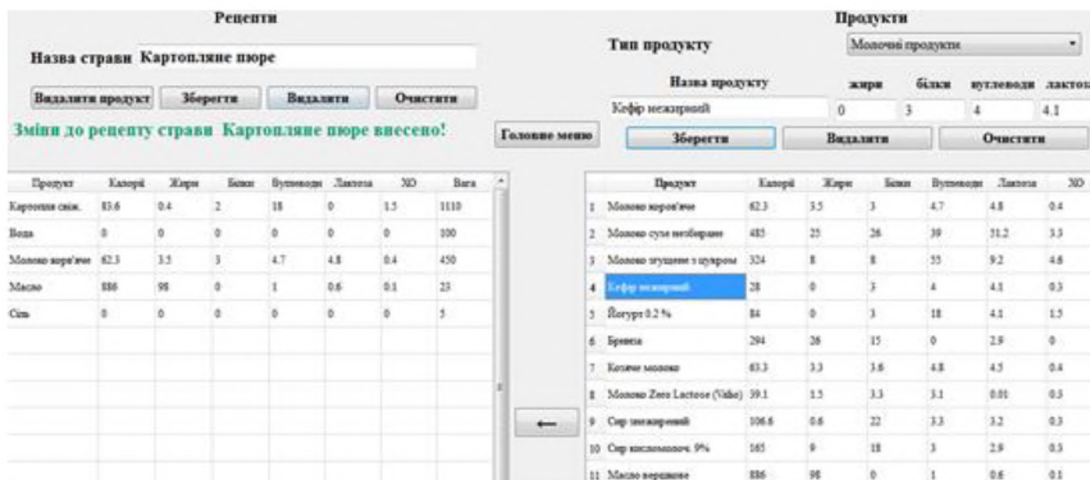 Рецепти
Назва страви Картопляне пюре
Видалити продукт Зберегти Видалити Очистити
Зміни до рецепту страви Картопляне пюре внесено!
Головне меню
Продукт Калорії Жири Білки Вуглеводи Лактоза ХО Вага
Картопля свіж. 83.6 0.4 2 18 0 1.5 1110
Вода 0 0 0 0 0 0 100
Молоко коров'яче 62.3 3.5 3 4.7 4.8 0.4 450
Масло 886 98 0 1 0.6 0.1 23
Сіль 0 0 0 0 0 0 5
←
Продукти
Тип продукту Молочні продукти
Назва продукту жири білки вуглеводи лактоза
Кефір нежирний 0 3 4 4.1
Зберегти Видалити Очистити
Продукт Калорії Жири Білки Вуглеводи Лактоза ХО
1 Молоко коров'яче 62.3 3.5 3 4.7 4.8 0.4
2 Молоко сухе незбиране 485 25 26 39 51.2 3.3
3 Молоко згущене з цукром 324 8 8 55 9.2 4.6
4 Кефір нежирний 28 0 3 4 4.1 0.3
5 Йогурт 0.2 % 84 0 3 18 4.1 1.5
6 Бринза 294 26 15 0 2.9 0
7 Козяче молоко 63.3 3.3 3.6 4.8 4.5 0.4
8 Молоко Zero Lactose (Valio) 59.1 1.5 3.3 3.1 0.01 0.3
9 Сир знежирений 106.6 0.6 22 3.3 3.2 0.3
10 Сир кисломолоч. 9% 165 9 18 3 2.9 0.3
11 Масло вершкове 886 98 0 1 0.6 0.1